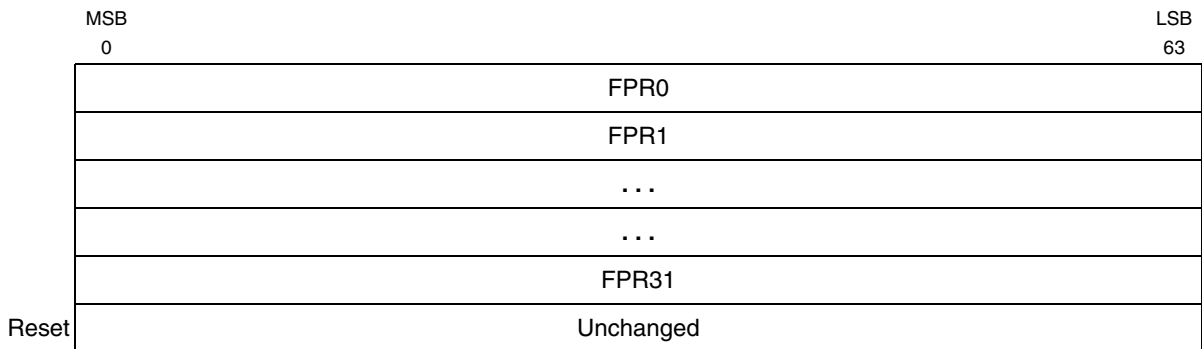 MSB LSB
0 63
FPR0
FPR1
. . .
. . .
FPR31
Reset Unchanged